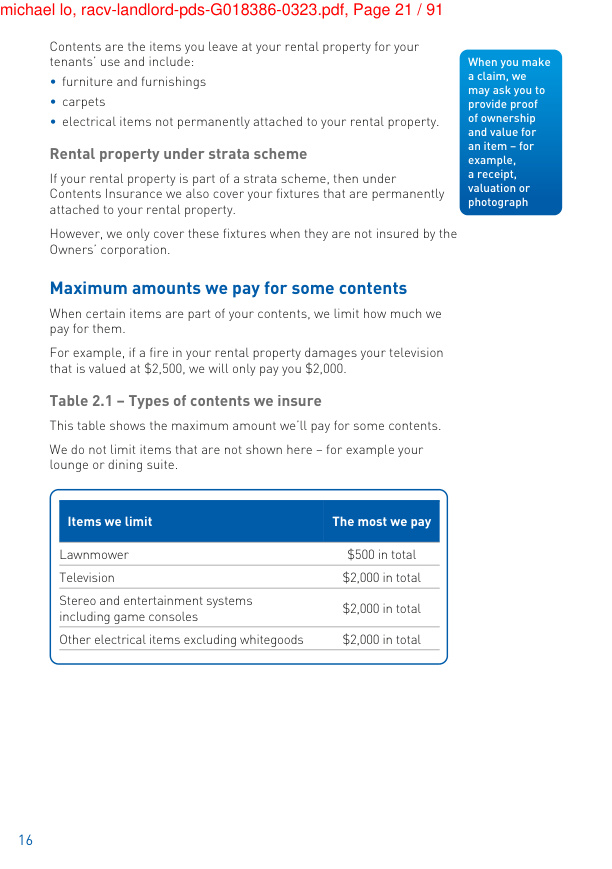 michael lo, racv-landlord-pds-G018386-0323.pdf, Page 21 / 91
Contents are the items you leave at your rental property for your
tenants’ use and include:
• furniture and furnishings
• carpets
• electrical items not permanently attached to your rental property.
Rental property under strata scheme
If your rental property is part of a strata scheme, then under
Contents Insurance we also cover your fixtures that are permanently
attached to your rental property.
However, we only cover these fixtures when they are not insured by the
Owners’ corporation.
When you make
a claim, we
may ask you to
provide proof
of ownership
and value for
an item – for
example,
a receipt,
valuation or
photograph
Maximum amounts we pay for some contents
When certain items are part of your contents, we limit how much we
pay for them.
For example, if a fire in your rental property damages your television
that is valued at $2,500, we will only pay you $2,000.
Table 2.1 – Types of contents we insure
This table shows the maximum amount we’ll pay for some contents.
We do not limit items that are not shown here – for example your
lounge or dining suite.
Items we limit The most we pay
Lawnmower $500 in total
Television $2,000 in total
Stereo and entertainment systems
including game consoles $2,000 in total
Other electrical items excluding whitegoods $2,000 in total
16